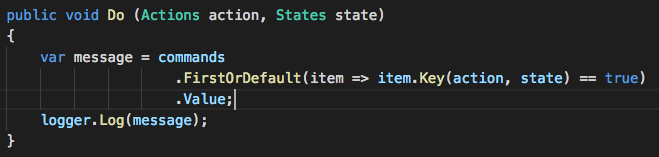 public void Do (Actions action, States state)
{
var message = commands
.FirstOrDefault(item => item.Key(action, state) == true)
.Value;
logger.Log(message);
}